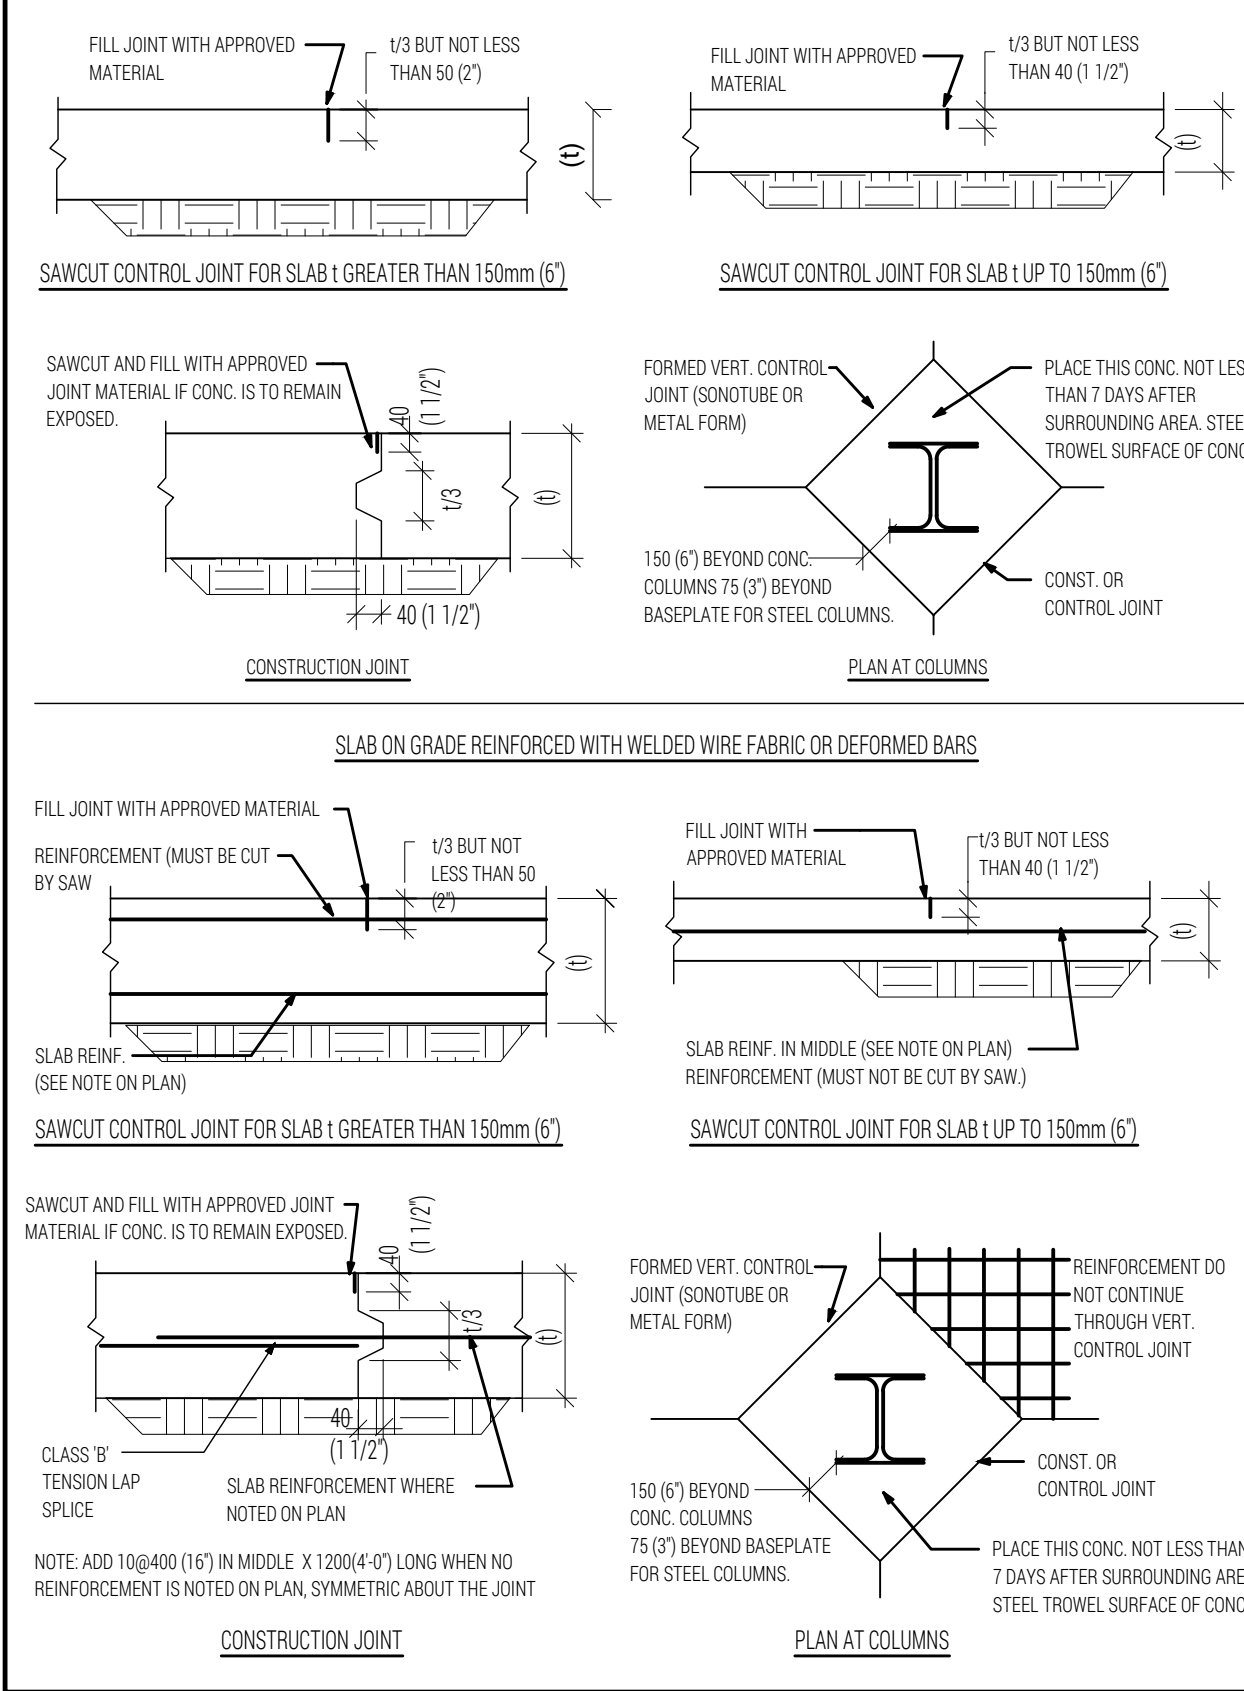 FILL JOINT WITH APPROVED
MATERIAL
t/3 BUT NOT LESS
THAN 50 (2")
(t)
SAWCUT CONTROL JOINT FOR SLAB t GREATER THAN 150mm (6")
FILL JOINT WITH APPROVED
MATERIAL
t/3 BUT NOT LESS
THAN 40 (1 1/2")
(t)
SAWCUT CONTROL JOINT FOR SLAB t UP TO 150mm (6")
SAWCUT AND FILL WITH APPROVED
JOINT MATERIAL IF CONC. IS TO REMAIN
EXPOSED.
40
(1 1/2")
t/3
(t)
40 (1 1/2")
CONSTRUCTION JOINT
FORMED VERT. CONTROL
JOINT (SONOTUBE OR
METAL FORM)
PLACE THIS CONC. NOT LES
THAN 7 DAYS AFTER
SURROUNDING AREA. STEE
TROWEL SURFACE OF CONC
150 (6") BEYOND CONC.
COLUMNS 75 (3") BEYOND
BASEPLATE FOR STEEL COLUMNS.
CONST. OR
CONTROL JOINT
PLAN AT COLUMNS
SLAB ON GRADE REINFORCED WITH WELDED WIRE FABRIC OR DEFORMED BARS
FILL JOINT WITH APPROVED MATERIAL
REINFORCEMENT (MUST BE CUT
BY SAW
t/3 BUT NOT
LESS THAN 50
(2")
(t)
SLAB REINF.
(SEE NOTE ON PLAN)
SAWCUT CONTROL JOINT FOR SLAB t GREATER THAN 150mm (6")
FILL JOINT WITH
APPROVED MATERIAL
t/3 BUT NOT LESS
THAN 40 (1 1/2")
(t)
SLAB REINF. IN MIDDLE (SEE NOTE ON PLAN)
REINFORCEMENT (MUST NOT BE CUT BY SAW.)
SAWCUT CONTROL JOINT FOR SLAB t UP TO 150mm (6")
SAWCUT AND FILL WITH APPROVED JOINT
MATERIAL IF CONC. IS TO REMAIN EXPOSED.
40
(1 1/2")
t/3
(t)
40
(1 1/2")
CLASS 'B'
TENSION LAP
SPLICE
SLAB REINFORCEMENT WHERE
NOTED ON PLAN
NOTE: ADD 10@400 (16") IN MIDDLE X 1200(4'-0") LONG WHEN NO
REINFORCEMENT IS NOTED ON PLAN, SYMMETRIC ABOUT THE JOINT
CONSTRUCTION JOINT
FORMED VERT. CONTROL
JOINT (SONOTUBE OR
METAL FORM)
REINFORCEMENT DO
NOT CONTINUE
THROUGH VERT.
CONTROL JOINT
150 (6") BEYOND
CONC. COLUMNS
75 (3") BEYOND BASEPLATE
FOR STEEL COLUMNS.
CONST. OR
CONTROL JOINT
PLACE THIS CONC. NOT LESS THAN
7 DAYS AFTER SURROUNDING ARE
STEEL TROWEL SURFACE OF CONC
PLAN AT COLUMNS